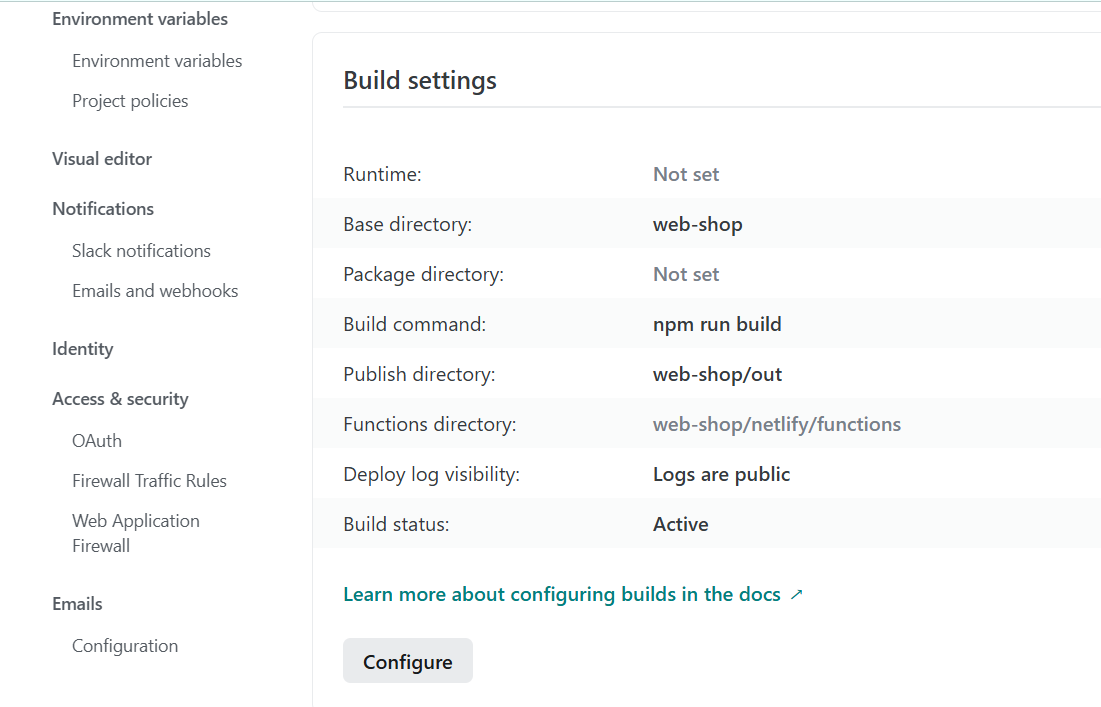 Environment variables
Environment variables
Project policies
Visual editor
Notifications
Slack notifications
Emails and webhooks
Identity
Access & security
OAuth
Firewall Traffic Rules
Web Application
Firewall
Emails
Configuration
Build settings
Runtime: Not set
Base directory: web-shop
Package directory: Not set
Build command: npm run build
Publish directory: web-shop/out
Functions directory: web-shop/netlify/functions
Deploy log visibility: Logs are public
Build status: Active
Learn more about configuring builds in the docs ↗
Configure